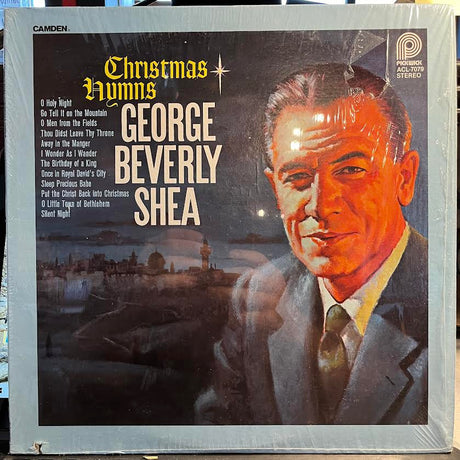 CAMDEN
PICKWICK
ACL-7079
STEREO
Christmas
Hymns
GEORGE
BEVERLY
SHEA
O Holy Night
Go Tell It on the Mountain
O Men from the Fields
Thou Didst Leave Thy Throne
Away in the Manger
I Wonder As I Wander
The Birthday of a King
Once in Royal David's City
Sleep Precious Babe
Put the Christ Back into Christmas
O Little Town of Bethlehem
Silent Night